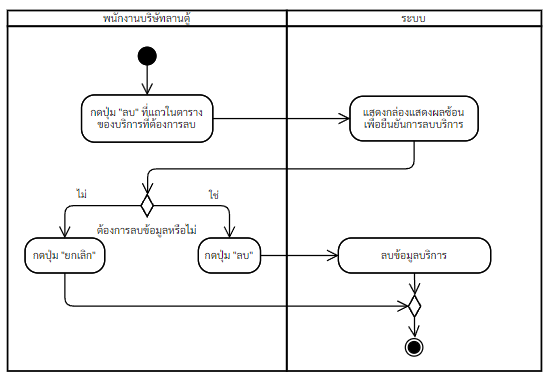 พนักงานบริษัทลานตู้
ระบบ
กดปุ่ม "ลบ" ที่แถวในตาราง
ของบริการที่ต้องการลบ
แสดงกล่องแสดงผลซ้อน
เพื่อยืนยันการลบบริการ
ไม่
ใช่
ต้องการลบข้อมูลหรือไม่
กดปุ่ม "ยกเลิก"
กดปุ่ม "ลบ"
ลบข้อมูลบริการ